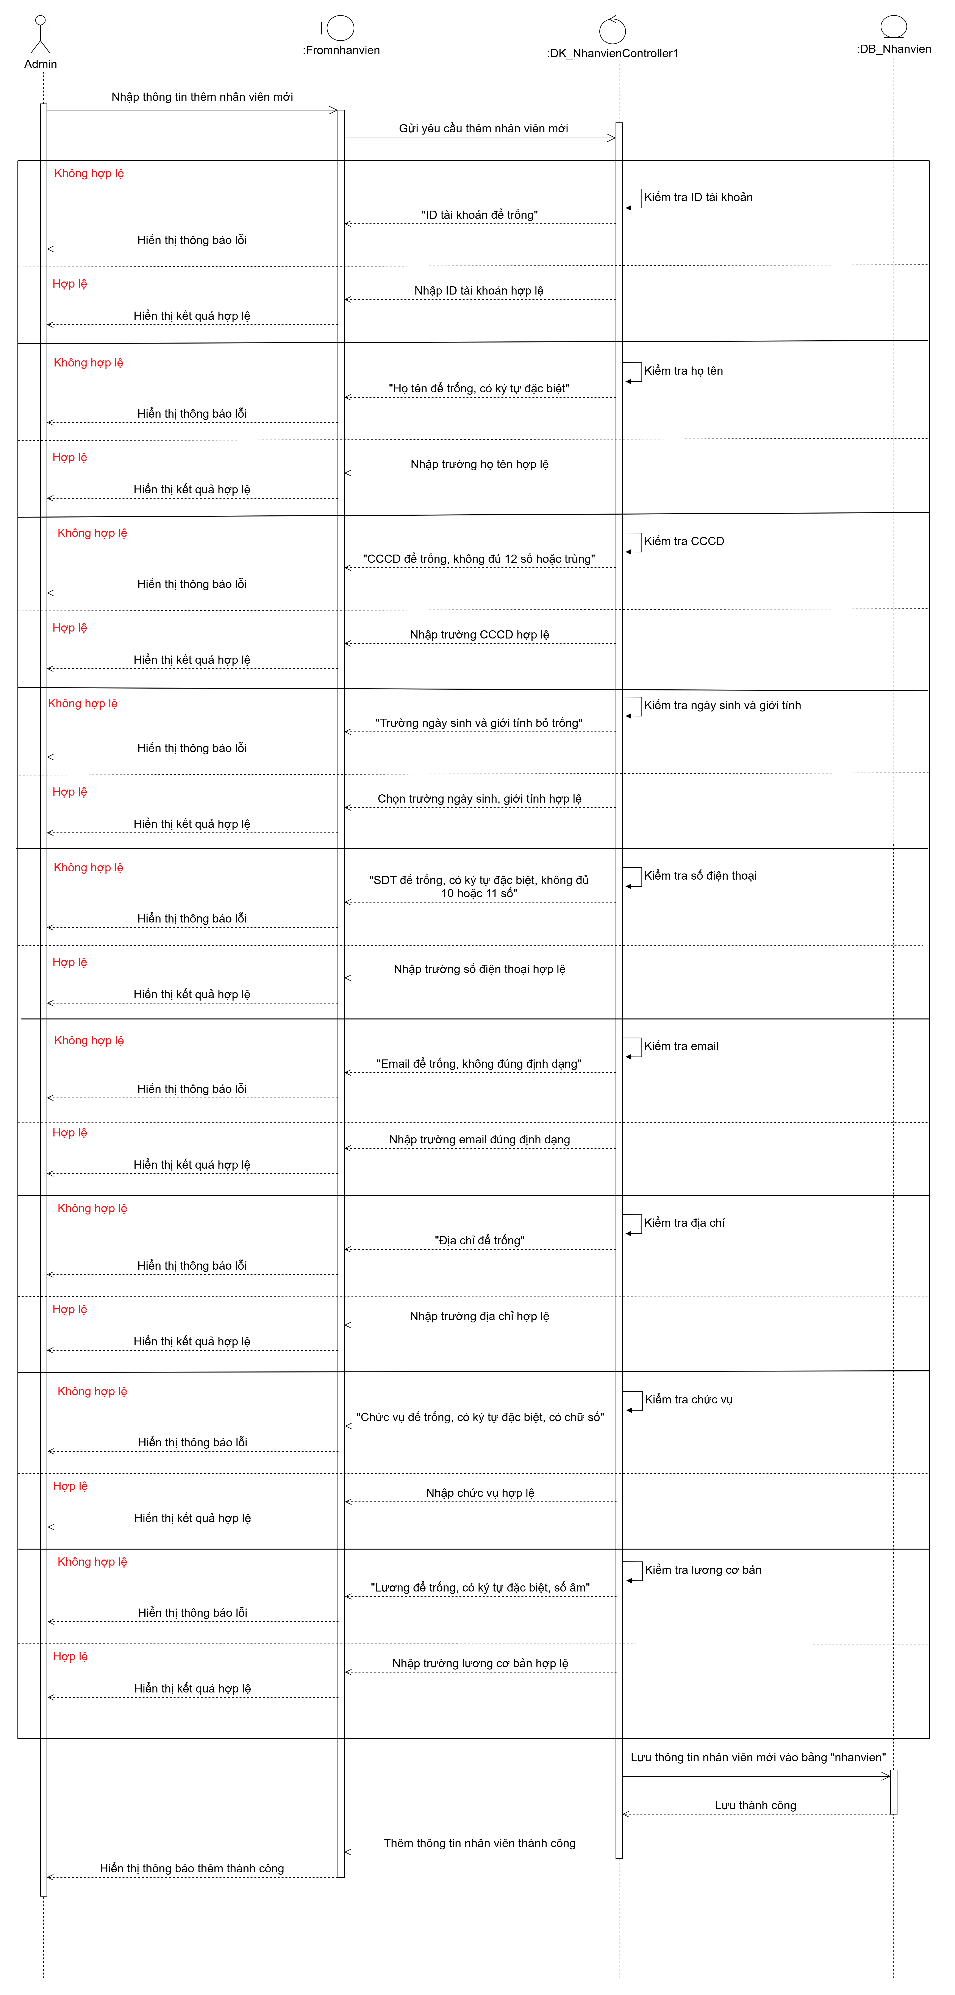 Admin
:Fromnhanvien
:DK_NhanvienController1
:DB_Nhanvien
Nhập thông tin thêm nhân viên mới
Gửi yêu cầu thêm nhân viên mới
Không hợp lệ
Kiểm tra ID tài khoản
"ID tài khoản để trống"
Hiển thị thông báo lỗi
Hợp lệ
Nhập ID tài khoản hợp lệ
Hiển thị kết quả hợp lệ
Không hợp lệ
Kiểm tra họ tên
"Họ tên để trống, có ký tự đặc biệt"
Hiển thị thông báo lỗi
Hợp lệ
Nhập trường họ tên hợp lệ
Hiển thị kết quả hợp lệ
Không hợp lệ
Kiểm tra CCCD
"CCCD để trống, không đủ 12 số hoặc trùng"
Hiển thị thông báo lỗi
Hợp lệ
Nhập trường CCCD hợp lệ
Hiển thị kết quả hợp lệ
Không hợp lệ
Kiểm tra ngày sinh và giới tính
"Trường ngày sinh và giới tính bỏ trống"
Hiển thị thông báo lỗi
Hợp lệ
Chọn trường ngày sinh, giới tính hợp lệ
Hiển thị kết quả hợp lệ
Không hợp lệ
Kiểm tra số điện thoại
"SDT để trống, có ký tự đặc biệt, không đủ
10 hoặc 11 số"
Hiển thị thông báo lỗi
Hợp lệ
Nhập trường số điện thoại hợp lệ
Hiển thị kết quả hợp lệ
Không hợp lệ
Kiểm tra email
"Email để trống, không đúng định dạng"
Hiển thị thông báo lỗi
Hợp lệ
Nhập trường email đúng định dạng
Hiển thị kết quả hợp lệ
Không hợp lệ
Kiểm tra địa chỉ
"Địa chỉ để trống"
Hiển thị thông báo lỗi
Hợp lệ
Nhập trường địa chỉ hợp lệ
Hiển thị kết quả hợp lệ
Không hợp lệ
Kiểm tra chức vụ
"Chức vụ để trống, có ký tự đặc biệt, có chữ số"
Hiển thị thông báo lỗi
Hợp lệ
Nhập chức vụ hợp lệ
Hiển thị kết quả hợp lệ
Không hợp lệ
Kiểm tra lương cơ bản
"Lương để trống, có ký tự đặc biệt, số âm"
Hiển thị thông báo lỗi
Hợp lệ
Nhập trường lương cơ bản hợp lệ
Hiển thị kết quả hợp lệ
Lưu thông tin nhân viên mới vào bảng "nhanvien"
Lưu thành công
Thêm thông tin nhân viên thành công
Hiển thị thông báo thêm thành công